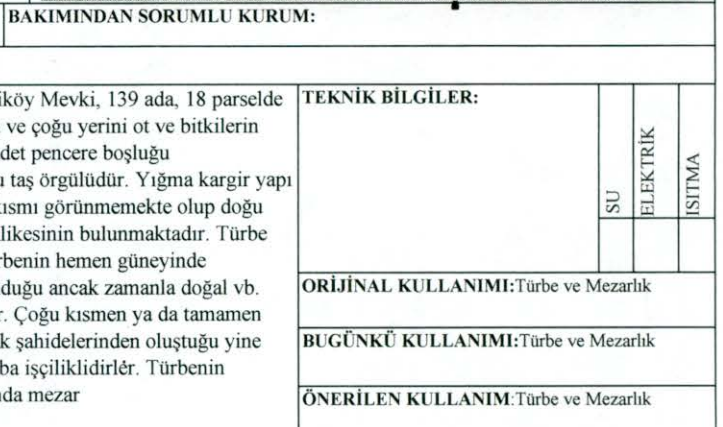 BAKIMINDAN SORUMLU KURUM:
iköy Mevki, 139 ada, 18 parselde
ve çoğu yerini ot ve bitkilerin
det pencere boşluğu
u taş örgülüdür. Yığma kargir yapı
ısmı görünmemekte olup doğu
likesinin bulunmaktadır. Türbe
rbenin hemen güneyinde
duğu ancak zamanla doğal vb.
r. Çoğu kısmen ya da tamamen
k şahidelerinden oluştuğu yine
ba işçiliklidirler. Türbenin
nda mezar
TEKNİK BİLGİLER:
SU
ELEKTRİK
ISITMA
ORİJİNAL KULLANIMI:Türbe ve Mezarlık
BUGÜNKÜ KULLANIMI:Türbe ve Mezarlık
ÖNERİLEN KULLANIM:Türbe ve Mezarlık